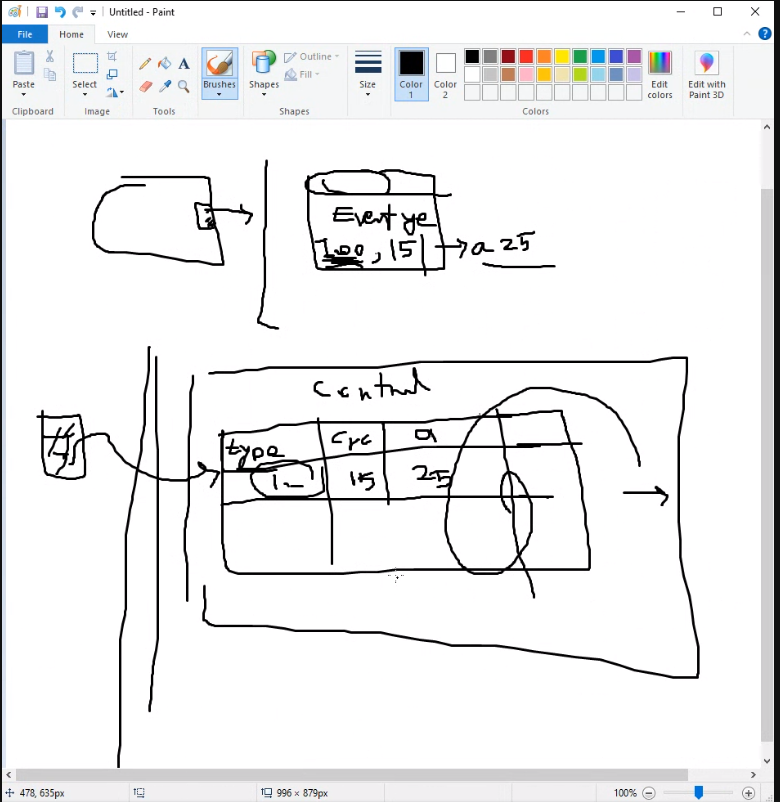 Untitled - Paint
File Home View
Paste
Select
Brushes
Shapes
Outline
Fill
Size
Color 1
Color 2
Edit colors
Edit with Paint 3D
Clipboard Image Tools Shapes Colors
Event ye
100, 15 → a 25
Control
type a
15 25
478, 635px 996 × 879px 100%